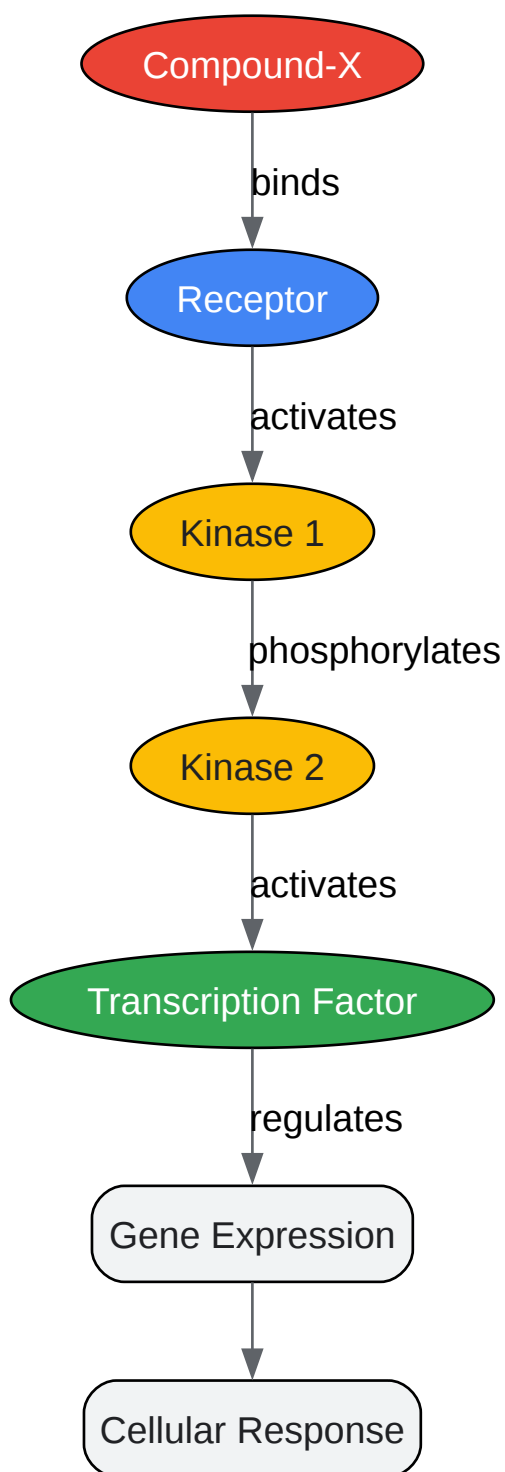 Compound-X
binds
Receptor
activates
Kinase 1
phosphorylates
Kinase 2
activates
Transcription Factor
regulates
Gene Expression
Cellular Response